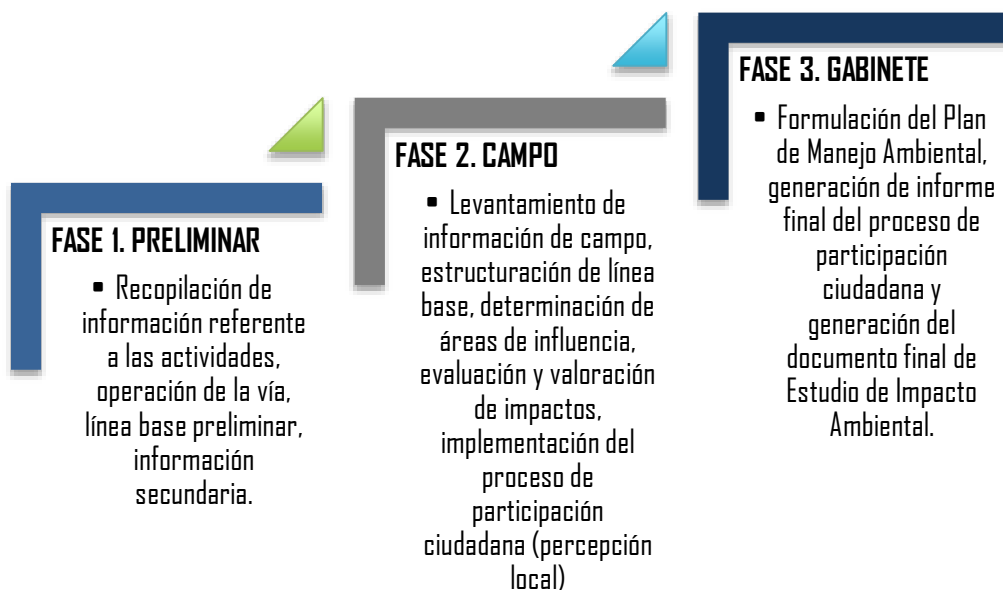 FASE 1. PRELIMINAR
▪ Recopilación de
información referente
a las actividades,
operación de la vía,
línea base preliminar,
información
secundaria.
FASE 2. CAMPO
▪ Levantamiento de
información de campo,
estructuración de línea
base, determinación de
áreas de influencia,
evaluación y valoración
de impactos,
implementación del
proceso de
participación
ciudadana (percepción
local)
FASE 3. GABINETE
▪ Formulación del Plan
de Manejo Ambiental,
generación de informe
final del proceso de
participación
ciudadana y
generación del
documento final de
Estudio de Impacto
Ambiental.